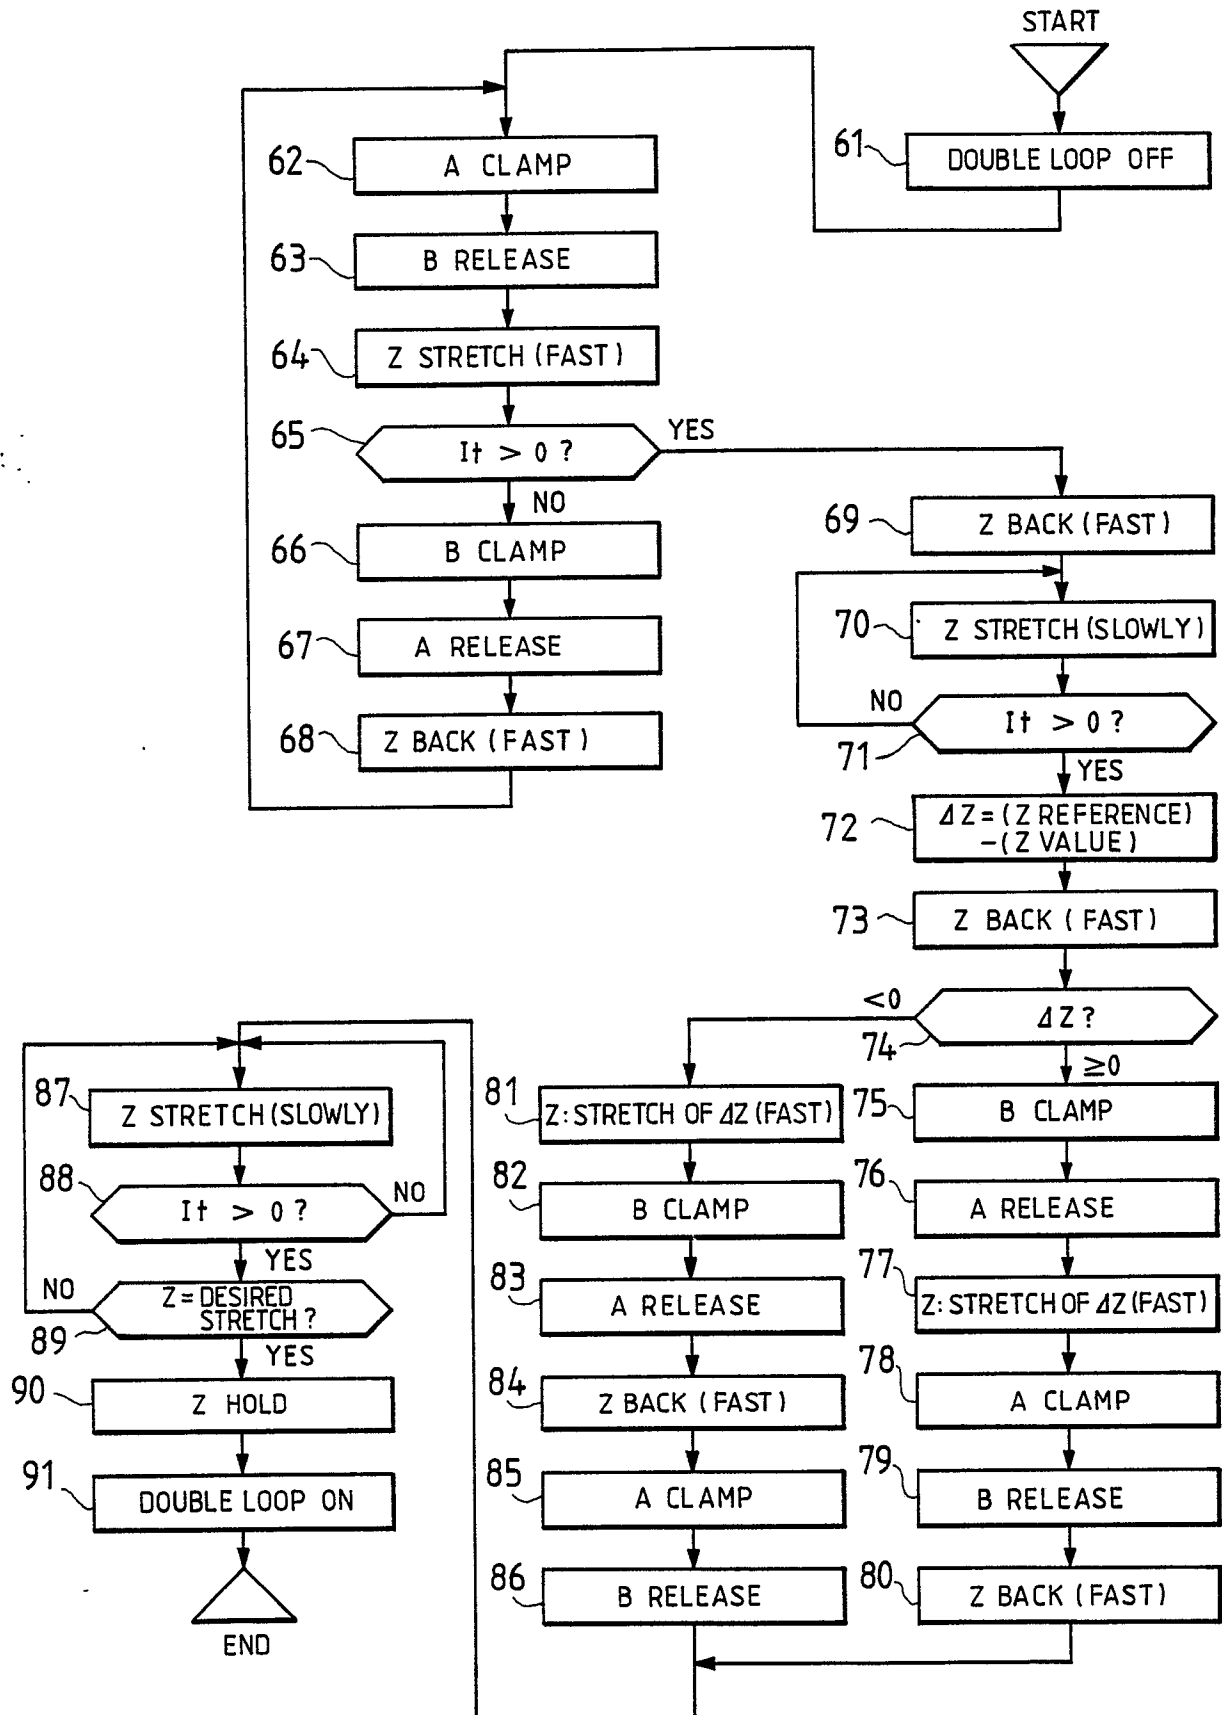 START
61
DOUBLE LOOP OFF
62
A CLAMP
63
B RELEASE
64
Z STRETCH (FAST)
65
It > 0 ?
YES
NO
66
B CLAMP
67
A RELEASE
68
Z BACK (FAST)
69
Z BACK (FAST)
70
Z STRETCH (SLOWLY)
71
It > 0 ?
NO
YES
72
ΔZ = (Z REFERENCE)
-(Z VALUE)
73
Z BACK (FAST)
74
ΔZ ?
<0
≥0
75
B CLAMP
76
A RELEASE
77
Z: STRETCH OF ΔZ (FAST)
78
A CLAMP
79
B RELEASE
80
Z BACK (FAST)
81
Z: STRETCH OF ΔZ (FAST)
82
B CLAMP
83
A RELEASE
84
Z BACK (FAST)
85
A CLAMP
86
B RELEASE
87
Z STRETCH (SLOWLY)
88
It > 0 ?
NO
YES
89
Z = DESIRED
STRETCH ?
NO
YES
90
Z HOLD
91
DOUBLE LOOP ON
END